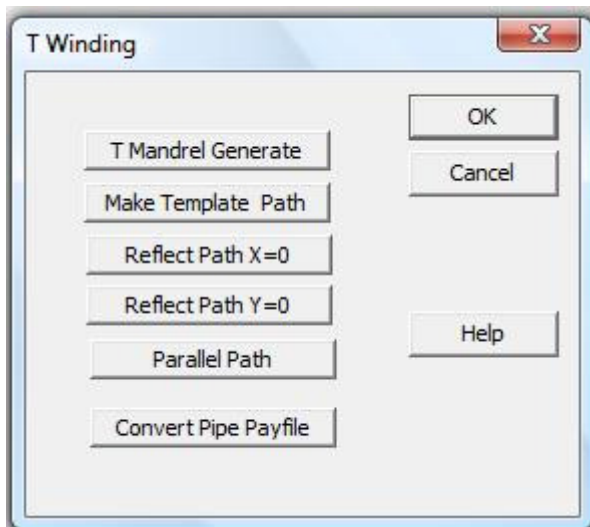 T Winding
T Mandrel Generate
Make Template Path
Reflect Path X=0
Reflect Path Y=0
Parallel Path
Convert Pipe Payfile
OK
Cancel
Help